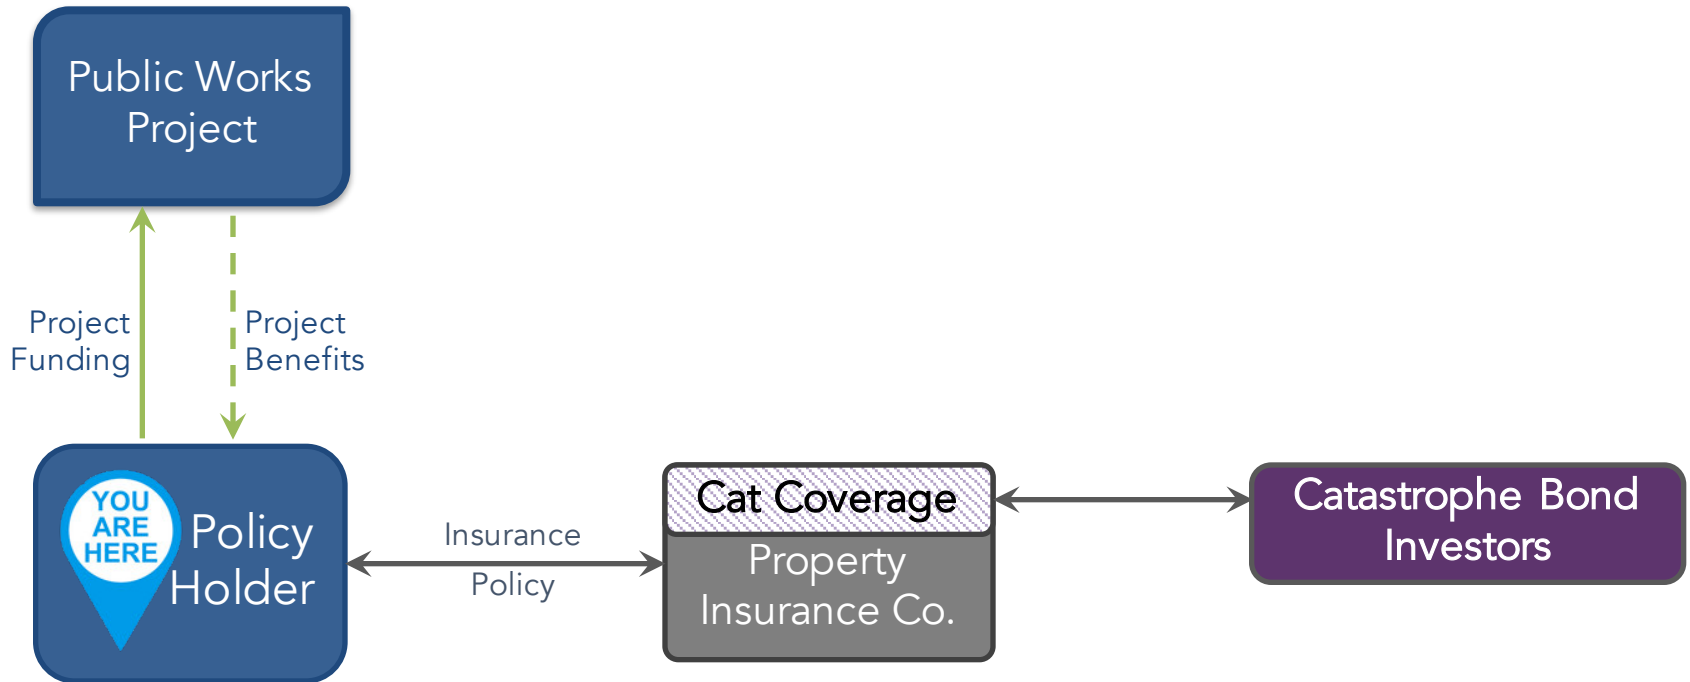 Public Works
Project
Project
Funding
Project
Benefits
YOU
ARE
HERE
Policy
Holder
Insurance
Policy
Cat Coverage
Property
Insurance Co.
Catastrophe Bond
Investors